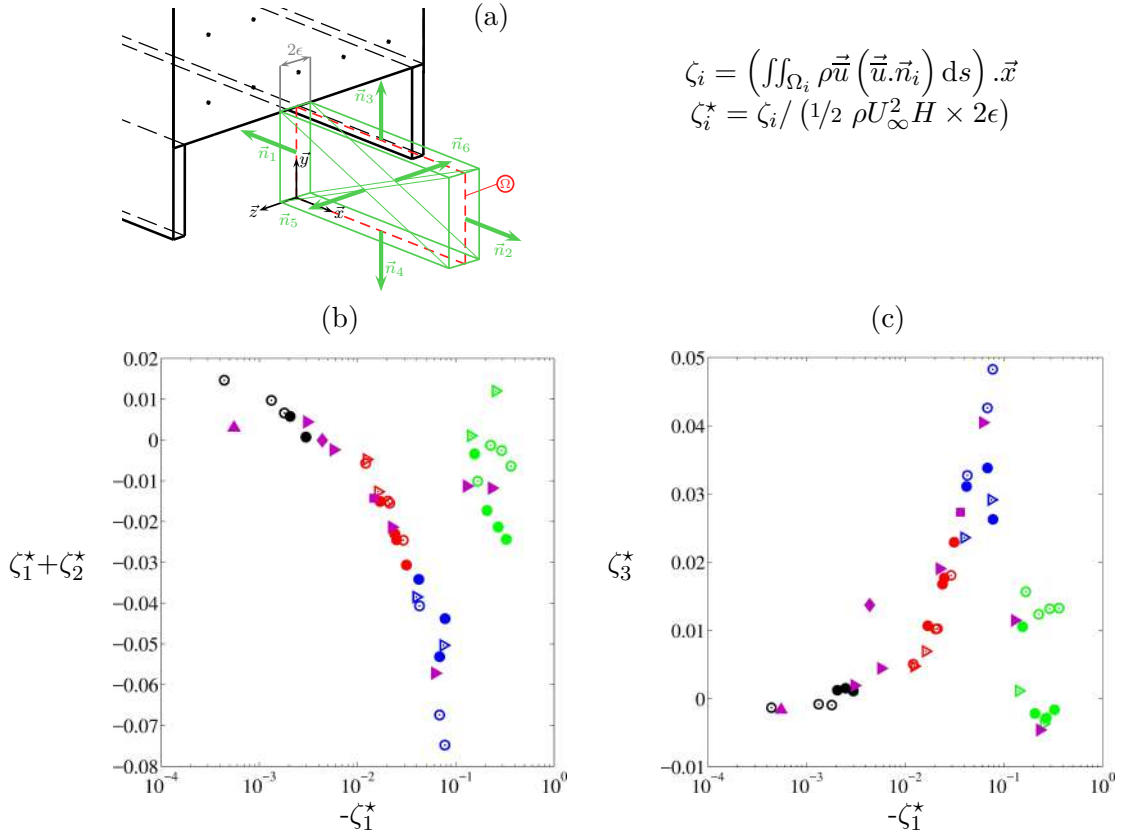 (a)
2ϵ
n⃗₃
n⃗₁
n⃗₆
y⃗
Ω
z⃗
n⃗₅
x⃗
n⃗₂
n⃗₄
ζᵢ = (∬_Ωᵢ ρu⃗̅ (u⃗̅.n⃗ᵢ) ds) .x⃗
ζᵢ⋆ = ζᵢ/ (1/2 ρU∞² H × 2ϵ)
(b)
0.02
0.01
0
−0.01
−0.02
−0.03
−0.04
−0.05
−0.06
−0.07
−0.08
10⁻⁴
10⁻³
10⁻²
10⁻¹
10⁰
ζ₁⋆+ζ₂⋆
-ζ₁⋆
(c)
0.05
0.04
0.03
0.02
0.01
0
−0.01
10⁻⁴
10⁻³
10⁻²
10⁻¹
10⁰
ζ₃⋆
-ζ₁⋆